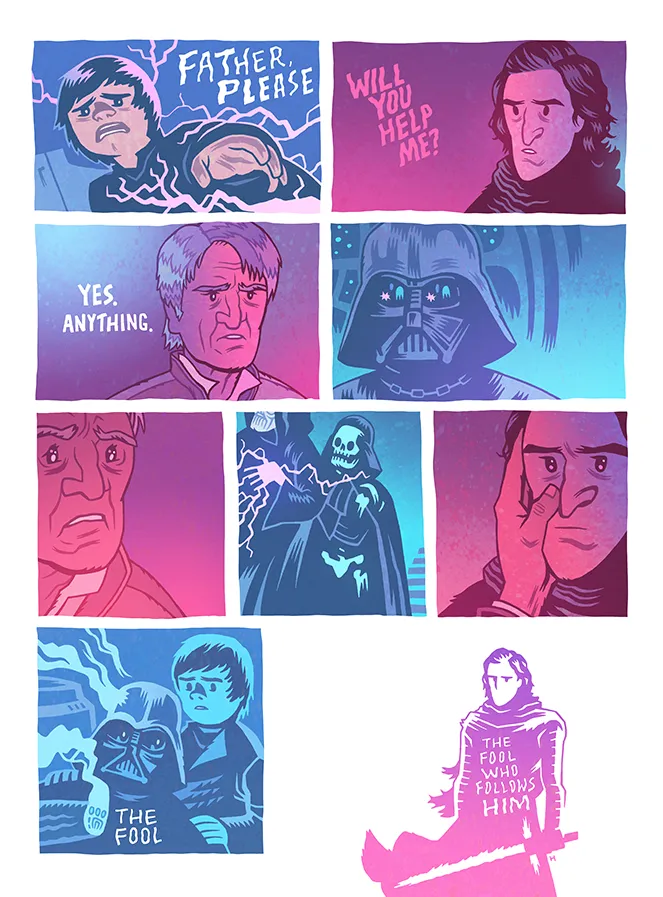 FATHER,
PLEASE
WILL
YOU
HELP
ME?
YES.
ANYTHING.
THE
FOOL
THE
FOOL
WHO
FOLLOWS
HIM